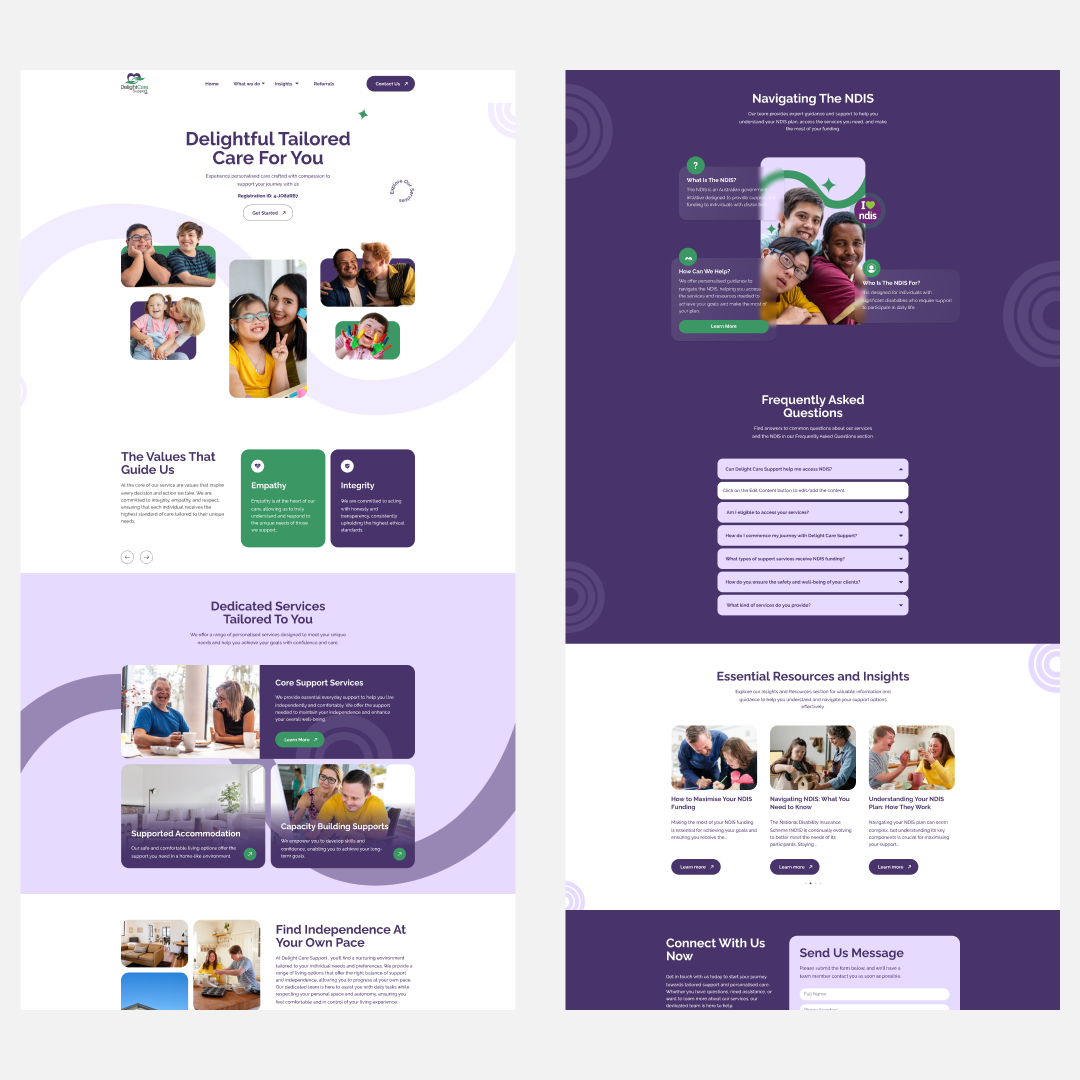 DelightCare
Support
Home
What we do
Insights
Referrals
Contact Us
Delightful Tailored
Care For You
Experience personalised care crafted with compassion to
support your journey with us
Registration ID: 4-JO62RB7
Get Started
Explore Our Services
The Values That
Guide Us
At the core of our service are values that inspire
every decision and action we take. We are
committed to integrity, empathy, and respect,
ensuring that each individual receives the
highest standard of care tailored to their unique
needs.
Empathy
Empathy is at the heart of our
care, allowing us to truly
understand and respond to
the unique needs of those
we support.
Integrity
We are committed to acting
with honesty and
transparency, consistently
upholding the highest ethical
standards.
Dedicated Services
Tailored To You
We offer a range of personalised services designed to meet your unique
needs and help you achieve your goals with confidence and care.
Core Support Services
We provide essential everyday support to help you live
independently and comfortably. We offer the support
needed to maintain your independence and enhance
your overall well-being.
Learn More
Supported Accommodation
Our safe and comfortable living options offer the
support you need in a home-like environment.
Capacity Building Supports
We empower you to develop skills and
confidence, enabling you to achieve your long-
term goals.
Find Independence At
Your Own Pace
At Delight Care Support, you'll find a nurturing environment
tailored to your individual needs and preferences. We provide a
range of living options that offer the right balance of support
and independence, allowing you to progress at your own pace.
Our dedicated team is here to assist you with daily tasks while
respecting your personal space and autonomy, ensuring you
feel comfortable and in control of your living experience.
Navigating The NDIS
Our team provides expert guidance and support to help you
understand your NDIS plan, access the services you need, and make
the most of your funding.
What Is The NDIS?
The NDIS is an Australian government
initiative designed to provide
funding to individuals with
I
ndis
How Can We Help?
We offer personalised guidance to
navigate the NDIS, helping you access
the services and resources needed to
achieve your goals and make the most of
your plan.
Learn More
Who Is The NDIS For?
It is designed for individuals with
significant disabilities who require support
to participate in daily life.
Frequently Asked
Questions
Find answers to common questions about our services
and the NDIS in our Frequently Asked Questions section
Can Delight Care Support help me access NDIS?
Click on the Edit Content button to edit/add the content.
Am I eligible to access your services?
How do I commence my journey with Delight Care Support?
What types of support services receive NDIS funding?
How do you ensure the safety and well-being of your clients?
What kind of services do you provide?
Essential Resources and Insights
Explore our Insights and Resources section for valuable information and
guidance to help you understand and navigate your support options
effectively.
How to Maximise Your NDIS
Funding
Making the most of your NDIS funding
is essential for achieving your goals and
ensuring you receive the...
Learn more
Navigating NDIS: What You
Need to Know
The National Disability Insurance
Scheme (NDIS) is continually evolving
to better meet the needs of its
participants. Staying...
Learn more
Understanding Your NDIS
Plan: How They Work
Navigating your NDIS plan can seem
complex, but understanding its key
components is crucial for maximising
your support...
Learn more
Connect With Us
Now
Get in touch with us today to start your journey
towards tailored support and personalised care.
Whether you have questions, need assistance, or
want to learn more about our services, our
dedicated team is here to help.
Send Us Message
Please submit the form below, and we'll have a
team member contact you as soon as possible.
Full Name